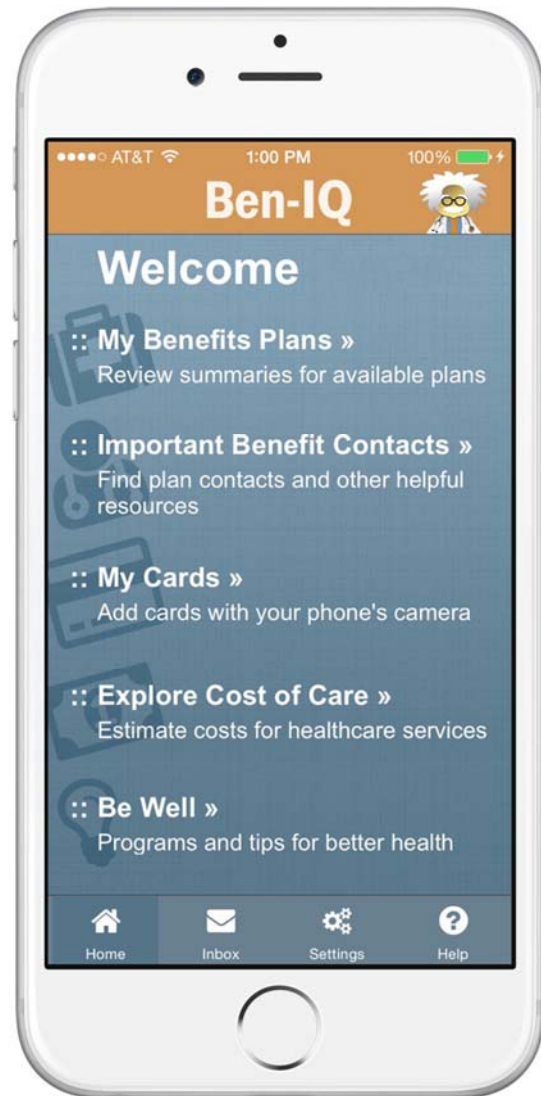 AT&T 1:00 PM 100%
Ben-IQ
Welcome
:: My Benefits Plans »
Review summaries for available plans
:: Important Benefit Contacts »
Find plan contacts and other helpful
resources
:: My Cards »
Add cards with your phone's camera
:: Explore Cost of Care »
Estimate costs for healthcare services
:: Be Well »
Programs and tips for better health
Home Inbox Settings Help